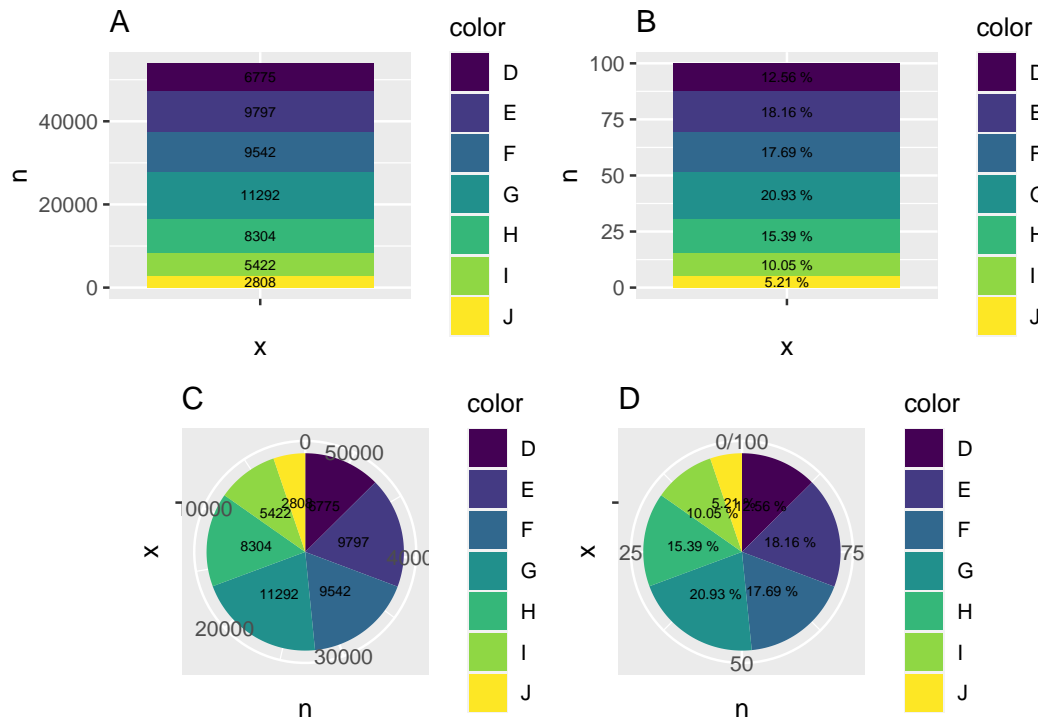 A
color
D
E
F
G
H
I
J
n
40000
20000
0
6775
9797
9542
11292
8304
5422
2808
x
B
color
D
E
F
G
H
I
J
n
100
75
50
25
0
12.56 %
18.16 %
17.69 %
20.93 %
15.39 %
10.05 %
5.21 %
x
C
color
D
E
F
G
H
I
J
x
0
50000
10000
4000
20000
30000
2808
6775
5422
9797
8304
11292
9542
n
D
color
D
E
F
G
H
I
J
x
0/100
25
75
50
5.21 %
12.56 %
10.05 %
18.16 %
15.39 %
20.93 %
17.69 %
n